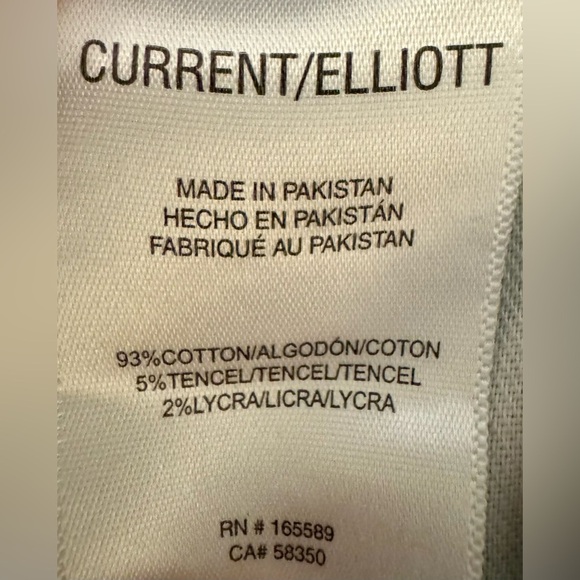 CURRENT/ELLIOTT
MADE IN PAKISTAN
HECHO EN PAKISTÁN
FABRIQUÉ AU PAKISTAN
93%COTTON/ALGODÓN/COTON
5%TENCEL/TENCEL/TENCEL
2%LYCRA/LICRA/LYCRA
RN # 165589
CA# 58350